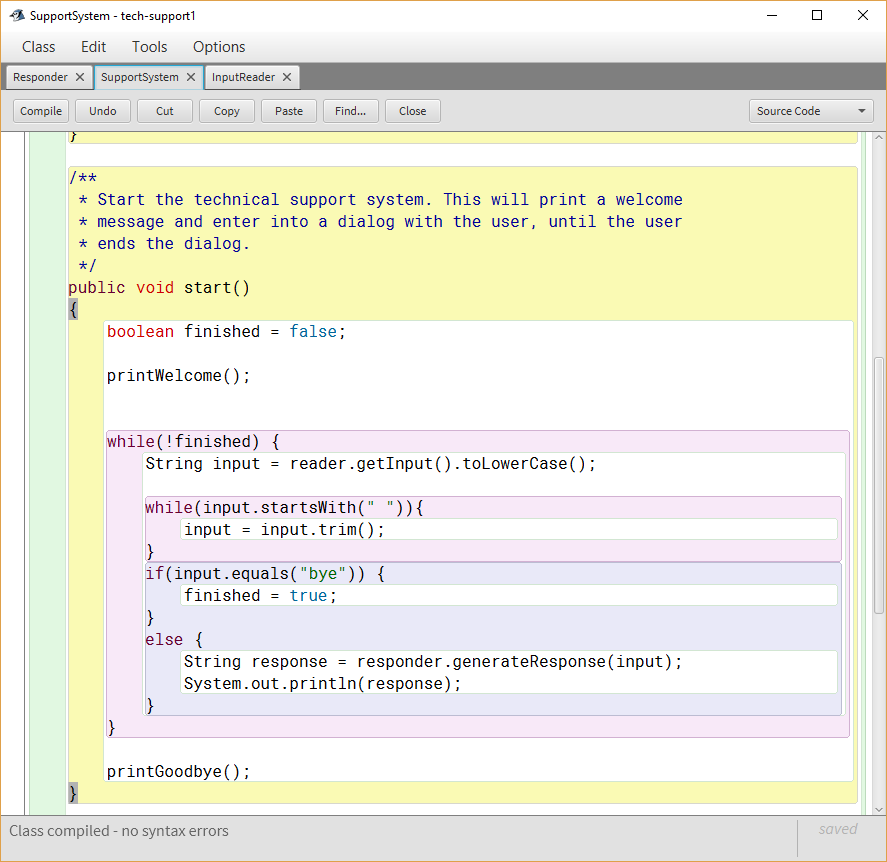 SupportSystem - tech-support1
Class Edit Tools Options
Responder SupportSystem InputReader
Compile Undo Cut Copy Paste Find... Close Source Code
}
/**
 * Start the technical support system. This will print a welcome
 * message and enter into a dialog with the user, until the user
 * ends the dialog.
 */
public void start()
{
    boolean finished = false;
    printWelcome();
    while(!finished) {
        String input = reader.getInput().toLowerCase();
        while(input.startsWith(" ")){
            input = input.trim();
        }
        if(input.equals("bye")) {
            finished = true;
        }
        else {
            String response = responder.generateResponse(input);
            System.out.println(response);
        }
    }
    printGoodbye();
}
Class compiled - no syntax errors
saved